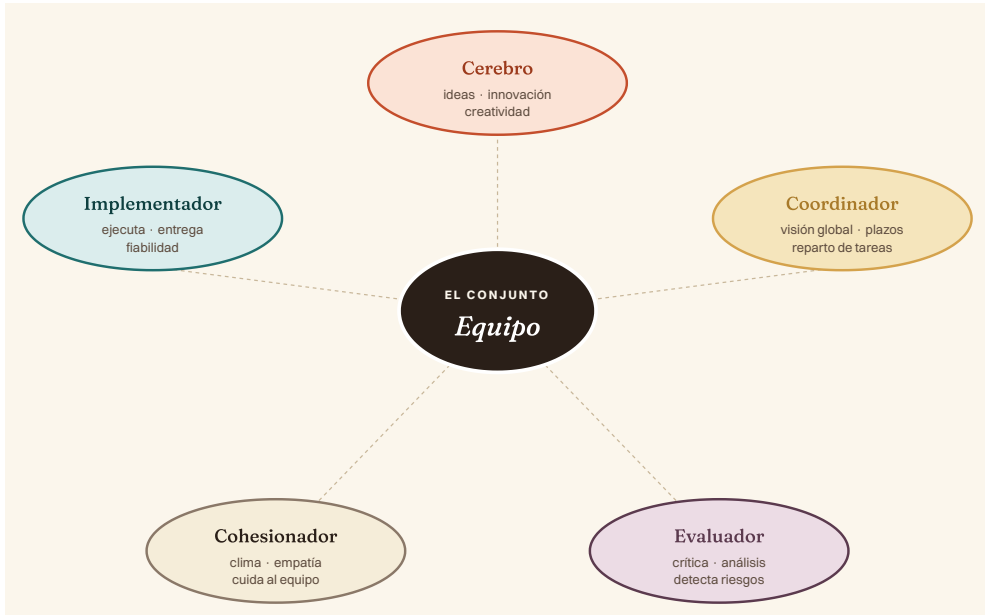 Cerebro
ideas · innovación
creatividad
Implementador
ejecuta · entrega
fiabilidad
Coordinador
visión global · plazos
reparto de tareas
EL CONJUNTO
Equipo
Cohesionador
clima · empatía
cuida al equipo
Evaluador
crítica · análisis
detecta riesgos